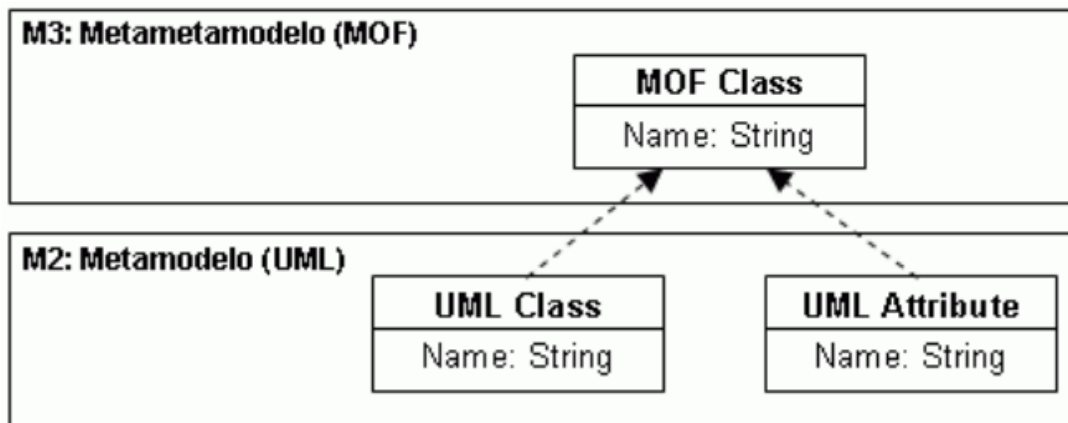 M3: Metametamodelo (MOF)
MOF Class
Name: String
M2: Metamodelo (UML)
UML Class
Name: String
UML Attribute
Name: String